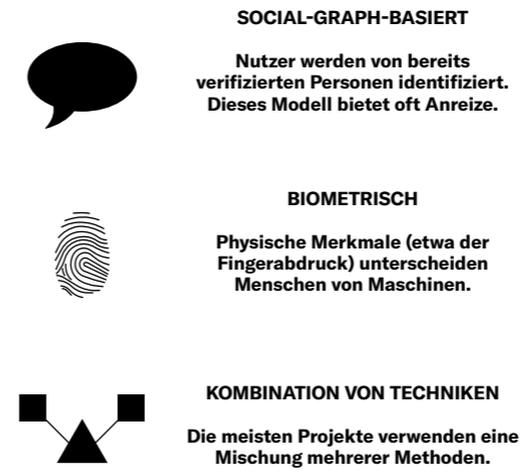 SOCIAL-GRAPH-BASIERT
Nutzer werden von bereits
verifizierten Personen identifiziert.
Dieses Modell bietet oft Anreize.
BIOMETRISCH
Physische Merkmale (etwa der
Fingerabdruck) unterscheiden
Menschen von Maschinen.
KOMBINATION VON TECHNIKEN
Die meisten Projekte verwenden eine
Mischung mehrerer Methoden.